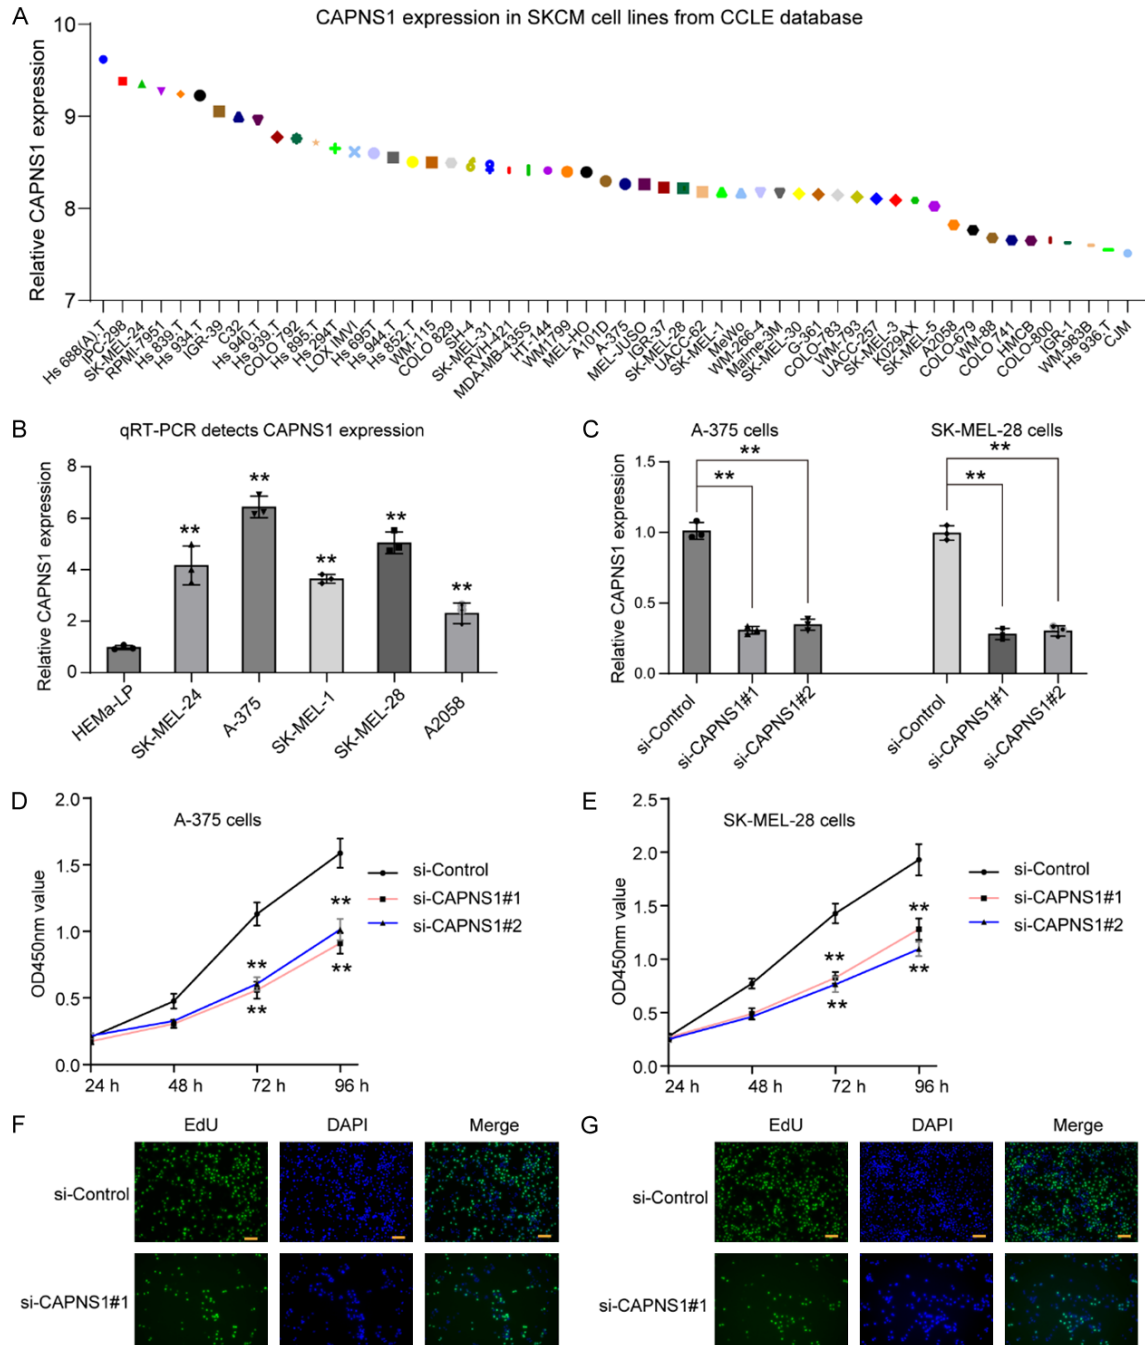 A
CAPNS1 expression in SKCM cell lines from CCLE database
Relative CAPNS1 expression
10
9
8
7
Hs 688(A).T
IPC-298
SK-MEL-24
RPMI-7951
Hs 839.T
Hs 934.T
IGR-39
C32
Hs 940.T
Hs 939.T
COLO 792
Hs 895.T
Hs 294T
LOX IMVI
Hs 695T
Hs 944.T
Hs 852.T
WM-115
COLO 829
SH-4
SK-MEL-31
RVH-421
MDA-MB-435S
HT-144
WM1799
MEL-HO
A101D
A-375
MEL-JUSO
IGR-37
SK-MEL-28
UACC-62
SK-MEL-1
MeWo
WM-266-4
Malme-3M
SK-MEL-30
G-361
COLO-783
WM-793
UACC-257
SK-MEL-3
K029AX
SK-MEL-5
A2058
COLO-679
WM-88
COLO 741
HMCB
COLO-800
IGR-1
WM-983B
Hs 936.T
CJM
B
qRT-PCR detects CAPNS1 expression
Relative CAPNS1 expression
8
6
4
2
0
**
**
**
**
**
HEMa-LP
SK-MEL-24
A-375
SK-MEL-1
SK-MEL-28
A2058
C
A-375 cells
SK-MEL-28 cells
Relative CAPNS1 expression
1.5
1.0
0.5
0.0
**
**
**
**
si-Control
si-CAPNS1#1
si-CAPNS1#2
si-Control
si-CAPNS1#1
si-CAPNS1#2
D
A-375 cells
OD450nm value
2.0
1.5
1.0
0.5
0.0
**
**
**
**
24 h
48 h
72 h
96 h
si-Control
si-CAPNS1#1
si-CAPNS1#2
E
SK-MEL-28 cells
OD450nm value
2.5
2.0
1.5
1.0
0.5
0.0
**
**
**
**
24 h
48 h
72 h
96 h
si-Control
si-CAPNS1#1
si-CAPNS1#2
F
EdU
DAPI
Merge
si-Control
si-CAPNS1#1
G
EdU
DAPI
Merge
si-Control
si-CAPNS1#1